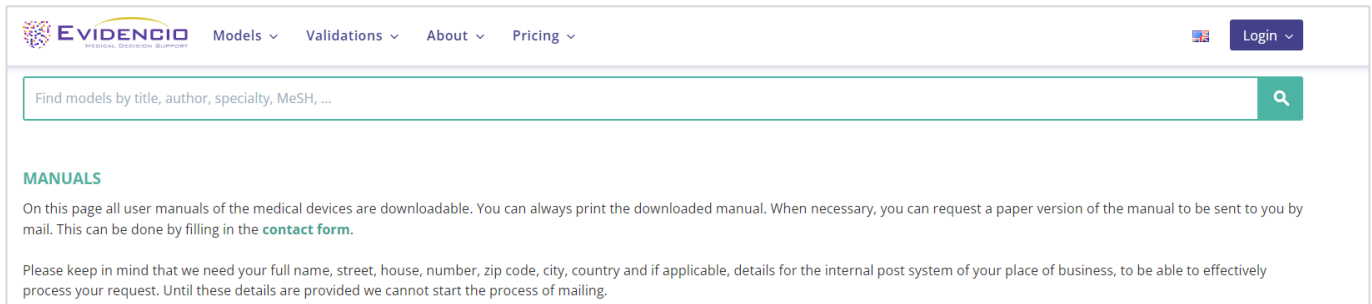 EVIDENCIO
MEDICAL DECISION SUPPORT
Models
Validations
About
Pricing
Login
Find models by title, author, specialty, MeSH, ...
MANUALS
On this page all user manuals of the medical devices are downloadable. You can always print the downloaded manual. When necessary, you can request a paper version of the manual to be sent to you by
mail. This can be done by filling in the contact form.
Please keep in mind that we need your full name, street, house, number, zip code, city, country and if applicable, details for the internal post system of your place of business, to be able to effectively
process your request. Until these details are provided we cannot start the process of mailing.